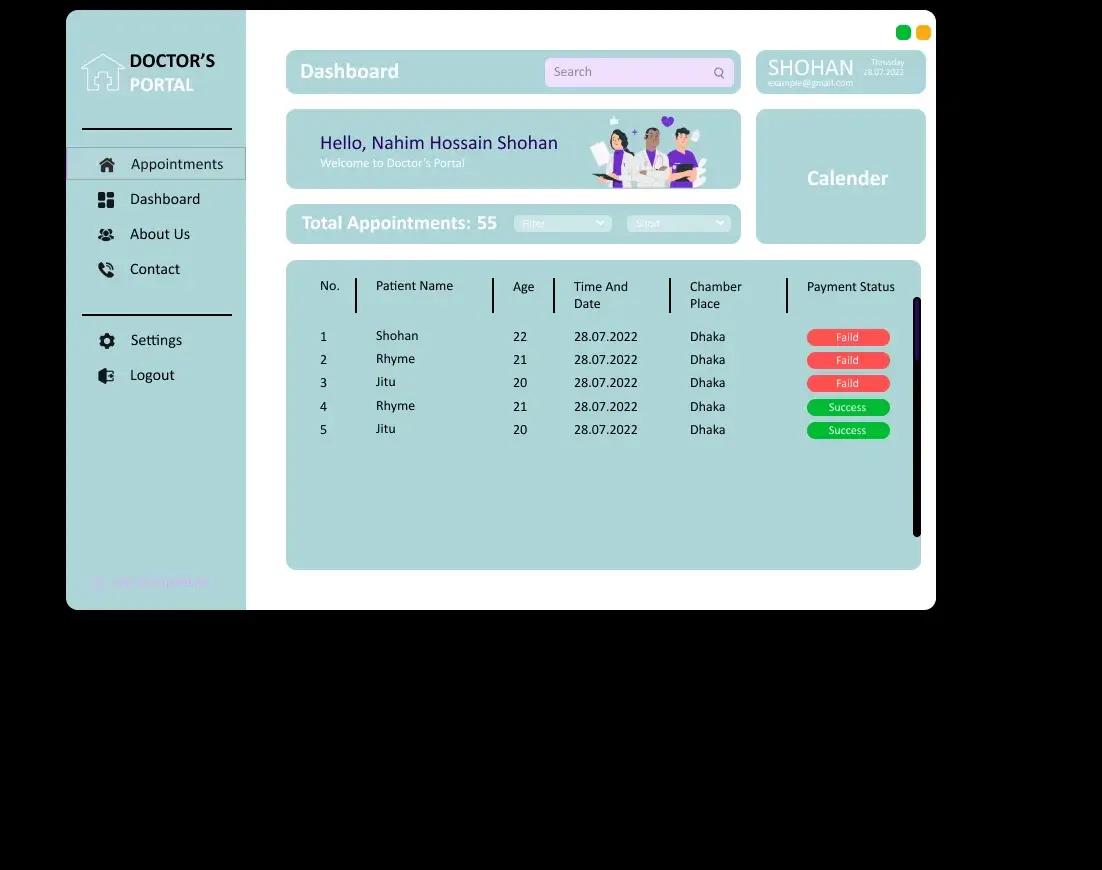 DOCTOR’S
PORTAL
Appointments
Dashboard
About Us
Contact
Settings
Logout
Dashboard
Search
SHOHAN
28.07.2022
example@gmail.com
Hello, Nahim Hossain Shohan
Welcome to Doctor’s Portal
Calender
Total Appointments: 55
Filter
Short
No. Patient Name Age Time And Date Chamber Place Payment Status
1 Shohan 22 28.07.2022 Dhaka Faild
2 Rhyme 21 28.07.2022 Dhaka Faild
3 Jitu 20 28.07.2022 Dhaka Faild
4 Rhyme 21 28.07.2022 Dhaka Success
5 Jitu 20 28.07.2022 Dhaka Success